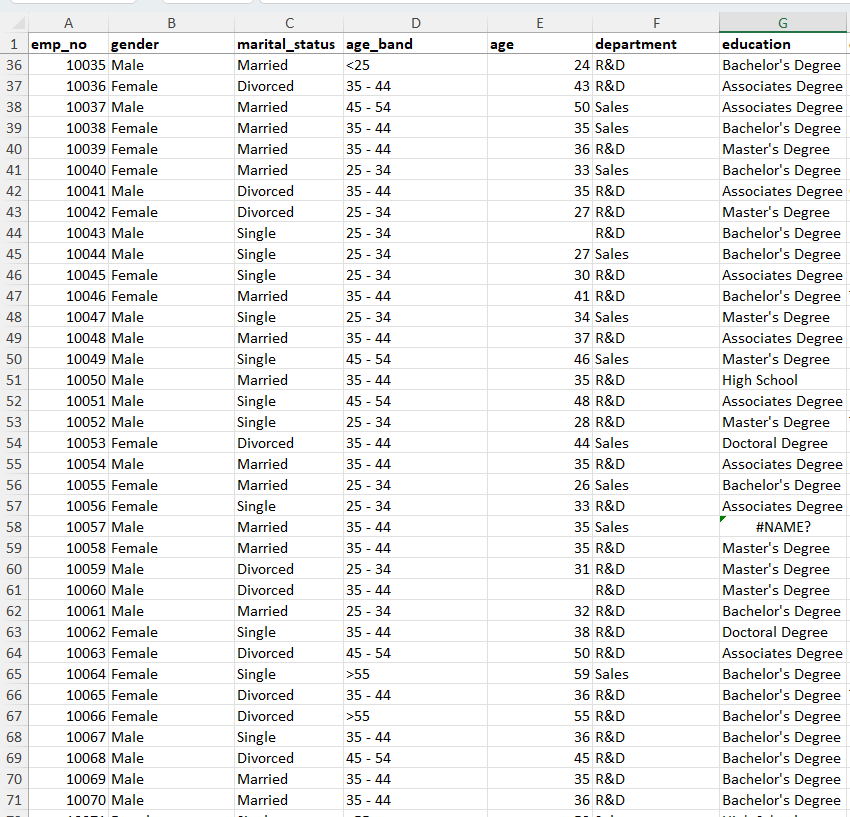 A B C D E F G
1 emp_no gender marital_status age_band age department education
36 10035 Male Married <25 24 R&D Bachelor's Degree
37 10036 Female Divorced 35 - 44 43 R&D Associates Degree
38 10037 Male Married 45 - 54 50 Sales Associates Degree
39 10038 Female Married 35 - 44 35 Sales Bachelor's Degree
40 10039 Female Married 35 - 44 36 R&D Master's Degree
41 10040 Female Married 25 - 34 33 Sales Bachelor's Degree
42 10041 Male Divorced 35 - 44 35 R&D Associates Degree
43 10042 Female Divorced 25 - 34 27 R&D Master's Degree
44 10043 Male Single 25 - 34 R&D Bachelor's Degree
45 10044 Male Single 25 - 34 27 Sales Bachelor's Degree
46 10045 Female Single 25 - 34 30 R&D Associates Degree
47 10046 Female Married 35 - 44 41 R&D Bachelor's Degree
48 10047 Male Single 25 - 34 34 Sales Master's Degree
49 10048 Male Married 35 - 44 37 R&D Associates Degree
50 10049 Male Single 45 - 54 46 Sales Master's Degree
51 10050 Male Married 35 - 44 35 R&D High School
52 10051 Male Single 45 - 54 48 R&D Associates Degree
53 10052 Male Single 25 - 34 28 R&D Master's Degree
54 10053 Female Divorced 35 - 44 44 Sales Doctoral Degree
55 10054 Male Married 35 - 44 35 R&D Associates Degree
56 10055 Female Married 25 - 34 26 Sales Bachelor's Degree
57 10056 Female Single 25 - 34 33 R&D Associates Degree
58 10057 Male Married 35 - 44 35 Sales #NAME?
59 10058 Female Married 35 - 44 35 R&D Master's Degree
60 10059 Male Divorced 25 - 34 31 R&D Master's Degree
61 10060 Male Divorced 35 - 44 R&D Master's Degree
62 10061 Male Married 25 - 34 32 R&D Bachelor's Degree
63 10062 Female Single 35 - 44 38 R&D Doctoral Degree
64 10063 Female Divorced 45 - 54 50 R&D Associates Degree
65 10064 Female Single >55 59 Sales Bachelor's Degree
66 10065 Female Divorced 35 - 44 36 R&D Bachelor's Degree
67 10066 Female Divorced >55 55 R&D Bachelor's Degree
68 10067 Male Single 35 - 44 36 R&D Bachelor's Degree
69 10068 Male Divorced 45 - 54 45 R&D Bachelor's Degree
70 10069 Male Married 35 - 44 35 R&D Bachelor's Degree
71 10070 Male Married 35 - 44 36 R&D Bachelor's Degree